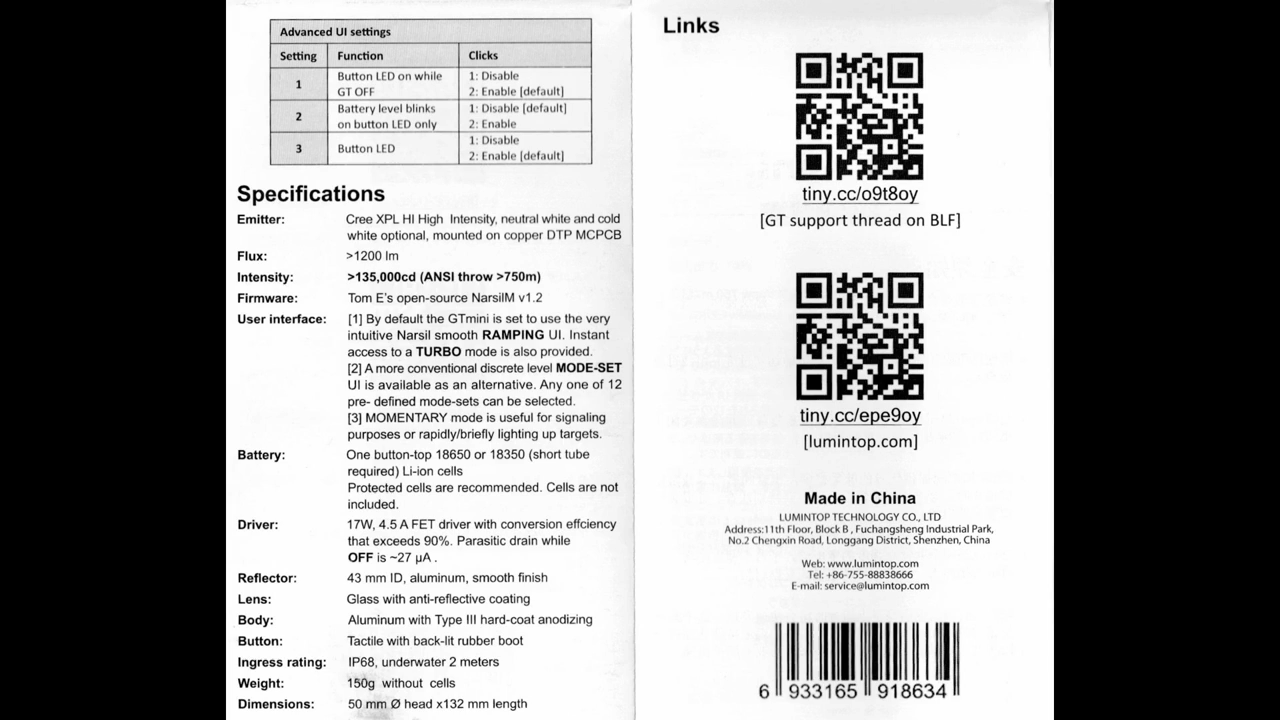 Advanced UI settings
Setting Function Clicks
1 Button LED on while GT OFF 1: Disable
2: Enable [default]
2 Battery level blinks on button LED only 1: Disable [default]
2: Enable
3 Button LED 1: Disable
2: Enable [default]
Specifications
Emitter: Cree XPL HI High Intensity, neutral white and cold
white optional, mounted on copper DTP MCPCB
Flux: >1200 lm
Intensity: >135,000cd (ANSI throw >750m)
Firmware: Tom E's open-source NarsilM v1.2
User interface: [1] By default the GTmini is set to use the very
intuitive Narsil smooth RAMPING UI. Instant
access to a TURBO mode is also provided.
[2] A more conventional discrete level MODE-SET
UI is available as an alternative. Any one of 12
pre- defined mode-sets can be selected.
[3] MOMENTARY mode is useful for signaling
purposes or rapidly/briefly lighting up targets.
Battery: One button-top 18650 or 18350 (short tube
required) Li-ion cells
Protected cells are recommended. Cells are not
included.
Driver: 17W, 4.5 A FET driver with conversion effciency
that exceeds 90%. Parasitic drain while
OFF is ~27 µA .
Reflector: 43 mm ID, aluminum, smooth finish
Lens: Glass with anti-reflective coating
Body: Aluminum with Type III hard-coat anodizing
Button: Tactile with back-lit rubber boot
Ingress rating: IP68, underwater 2 meters
Weight: 150g without cells
Dimensions: 50 mm Ø head x132 mm length
Links
tiny.cc/o9t8oy
[GT support thread on BLF]
tiny.cc/epe9oy
[lumintop.com]
Made in China
LUMINTOP TECHNOLOGY CO., LTD
Address:11th Floor, Block B , Fuchangsheng Industrial Park,
No.2 Chengxin Road, Longgang District, Shenzhen, China
Web: www.lumintop.com
Tel: +86-755-88838666
E-mail: service@lumintop.com
6 933165 918634